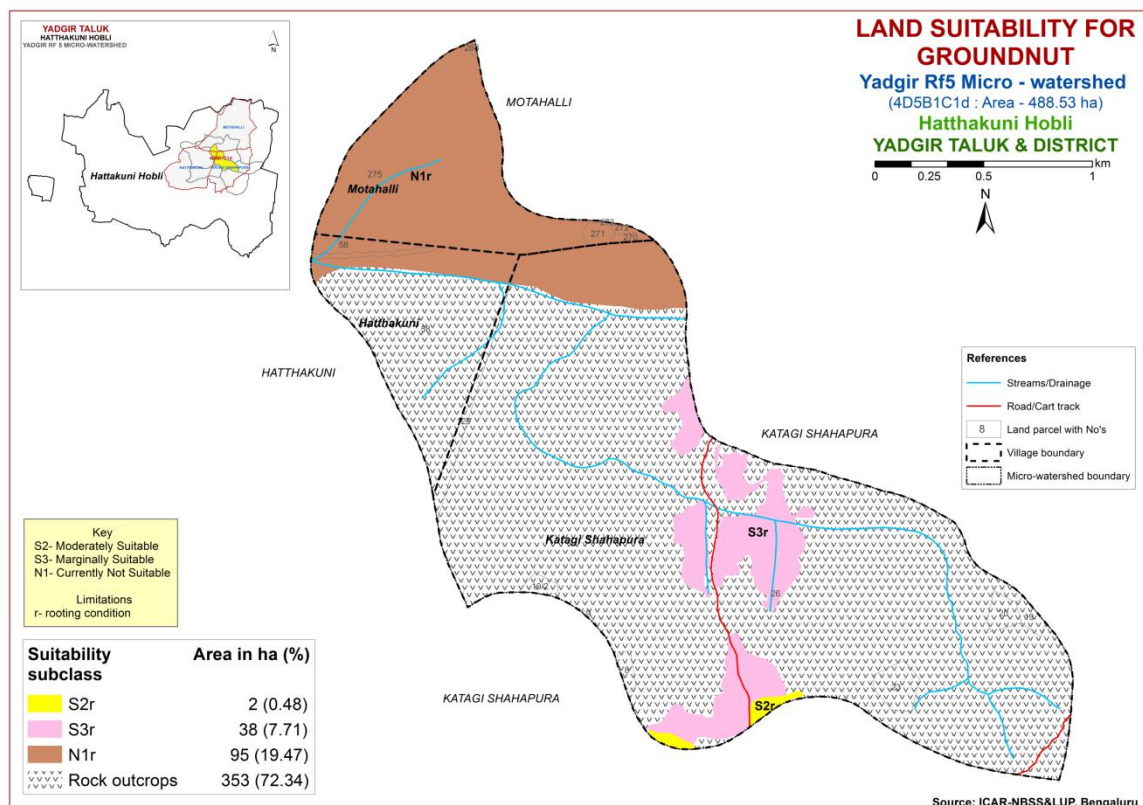 YADGIR TALUK
HATTHAKUNI HOBLI
YADGIR RF 5 MICRO-WATERSHED
N
MOTAHALLI
Hattakuni Hobli
LAND SUITABILITY FOR
GROUNDNUT
Yadgir Rf5 Micro - watershed
(4D5B1C1d : Area - 488.53 ha)
Hatthakuni Hobli
YADGIR TALUK & DISTRICT
km
0 0.25 0.5 1
N
MOTAHALLI
275
N1r
Motahalli
58
271
270
Hatthakuni
HATTHAKUNI
KATAGI SHAHAPURA
S3r
Katagi Shahapura
26
KATAGI SHAHAPURA
S2r
References
Streams/Drainage
Road/Cart track
8 Land parcel with No's
Village boundary
Micro-watershed boundary
Key
S2- Moderately Suitable
S3- Marginally Suitable
N1- Currently Not Suitable
Limitations
r- rooting condition
Suitability subclass Area in ha (%)
S2r 2 (0.48)
S3r 38 (7.71)
N1r 95 (19.47)
Rock outcrops 353 (72.34)
Source: ICAR-NBSS&LUP, Bengaluru